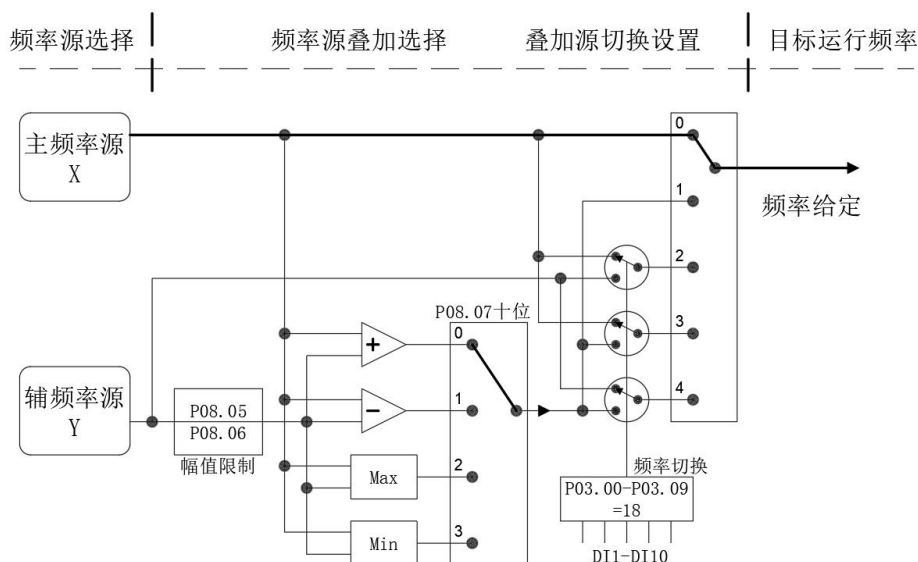 频率源选择
频率源叠加选择
叠加源切换设置
目标运行频率
主频率源
X
0
频率给定
1
2
P08.07十位
0
3
+
辅频率源
Y
P08.05
P08.06
幅值限制
-
1
4
Max
2
频率切换
P03.00-P03.09
=18
Min
3
DI1-DI10